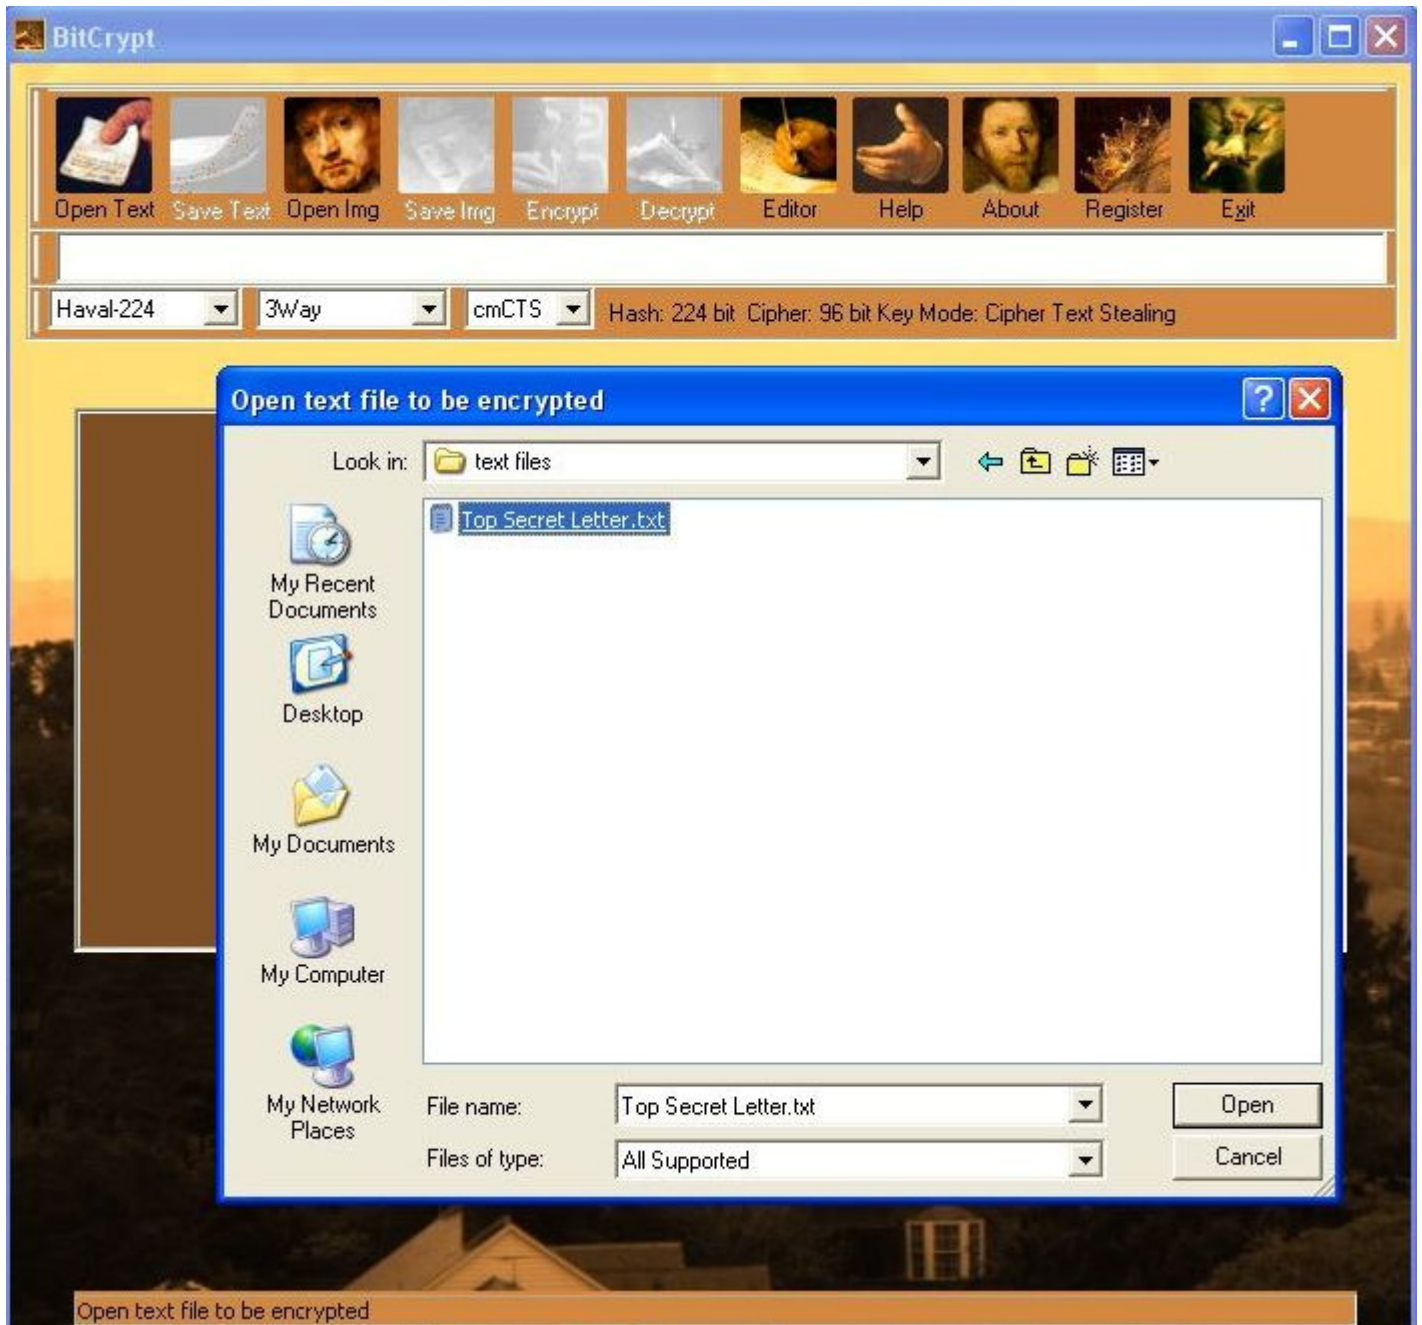 BitCrypt
Open Text Save Text Open Img Save Img Encrypt Decrypt Editor Help About Register Exit
Haval-224 3Way cmCTS Hash: 224 bit Cipher: 96 bit Key Mode: Cipher Text Stealing
Open text file to be encrypted
Look in: text files
Top Secret Letter.txt
My Recent
Documents
Desktop
My Documents
My Computer
My Network
Places
File name: Top Secret Letter.txt Open
Files of type: All Supported Cancel
Open text file to be encrypted